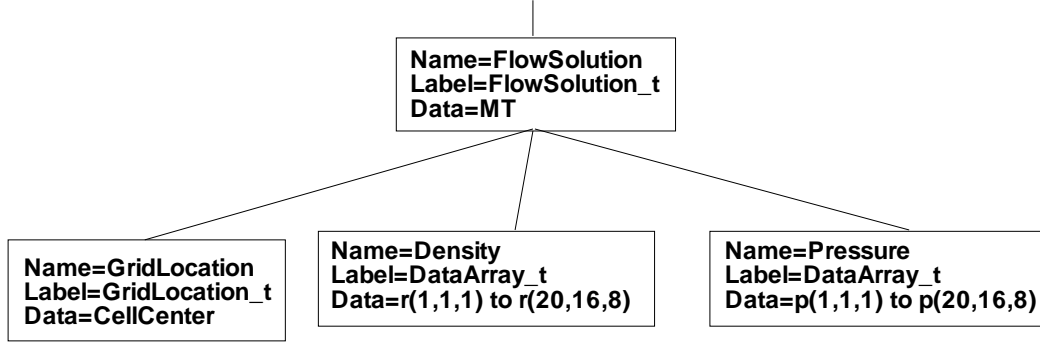 Name=FlowSolution
Label=FlowSolution_t
Data=MT
Name=GridLocation
Label=GridLocation_t
Data=CellCenter
Name=Density
Label=DataArray_t
Data=r(1,1,1) to r(20,16,8)
Name=Pressure
Label=DataArray_t
Data=p(1,1,1) to p(20,16,8)